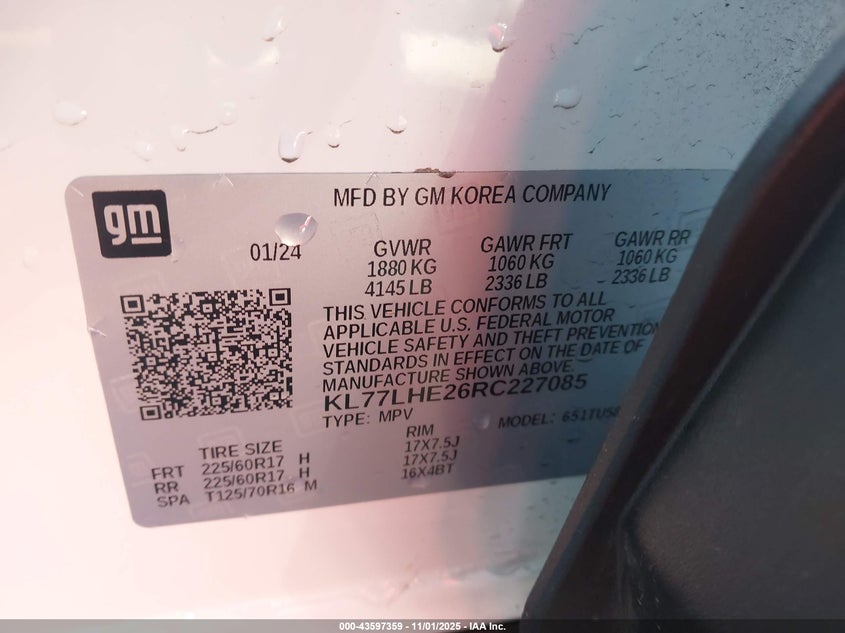 gm
MFD BY GM KOREA COMPANY
01/24
GVWR
1880 KG
4145 LB
GAWR FRT
1060 KG
2336 LB
GAWR RR
1060 KG
2336 LB
THIS VEHICLE CONFORMS TO ALL
APPLICABLE U.S. FEDERAL MOTOR
VEHICLE SAFETY AND THEFT PREVENTION
STANDARDS IN EFFECT ON THE DATE OF
MANUFACTURE SHOWN ABOVE.
KL77LHE26RC227085
TYPE: MPV
MODEL:
TIRE SIZE
RIM
FRT 225/60R17 H 17X7.5J
RR 225/60R17 H 17X7.5J
SPA T125/70R16 M 16X4BT
000-43597359 - 11/01/2025 - IAA Inc.